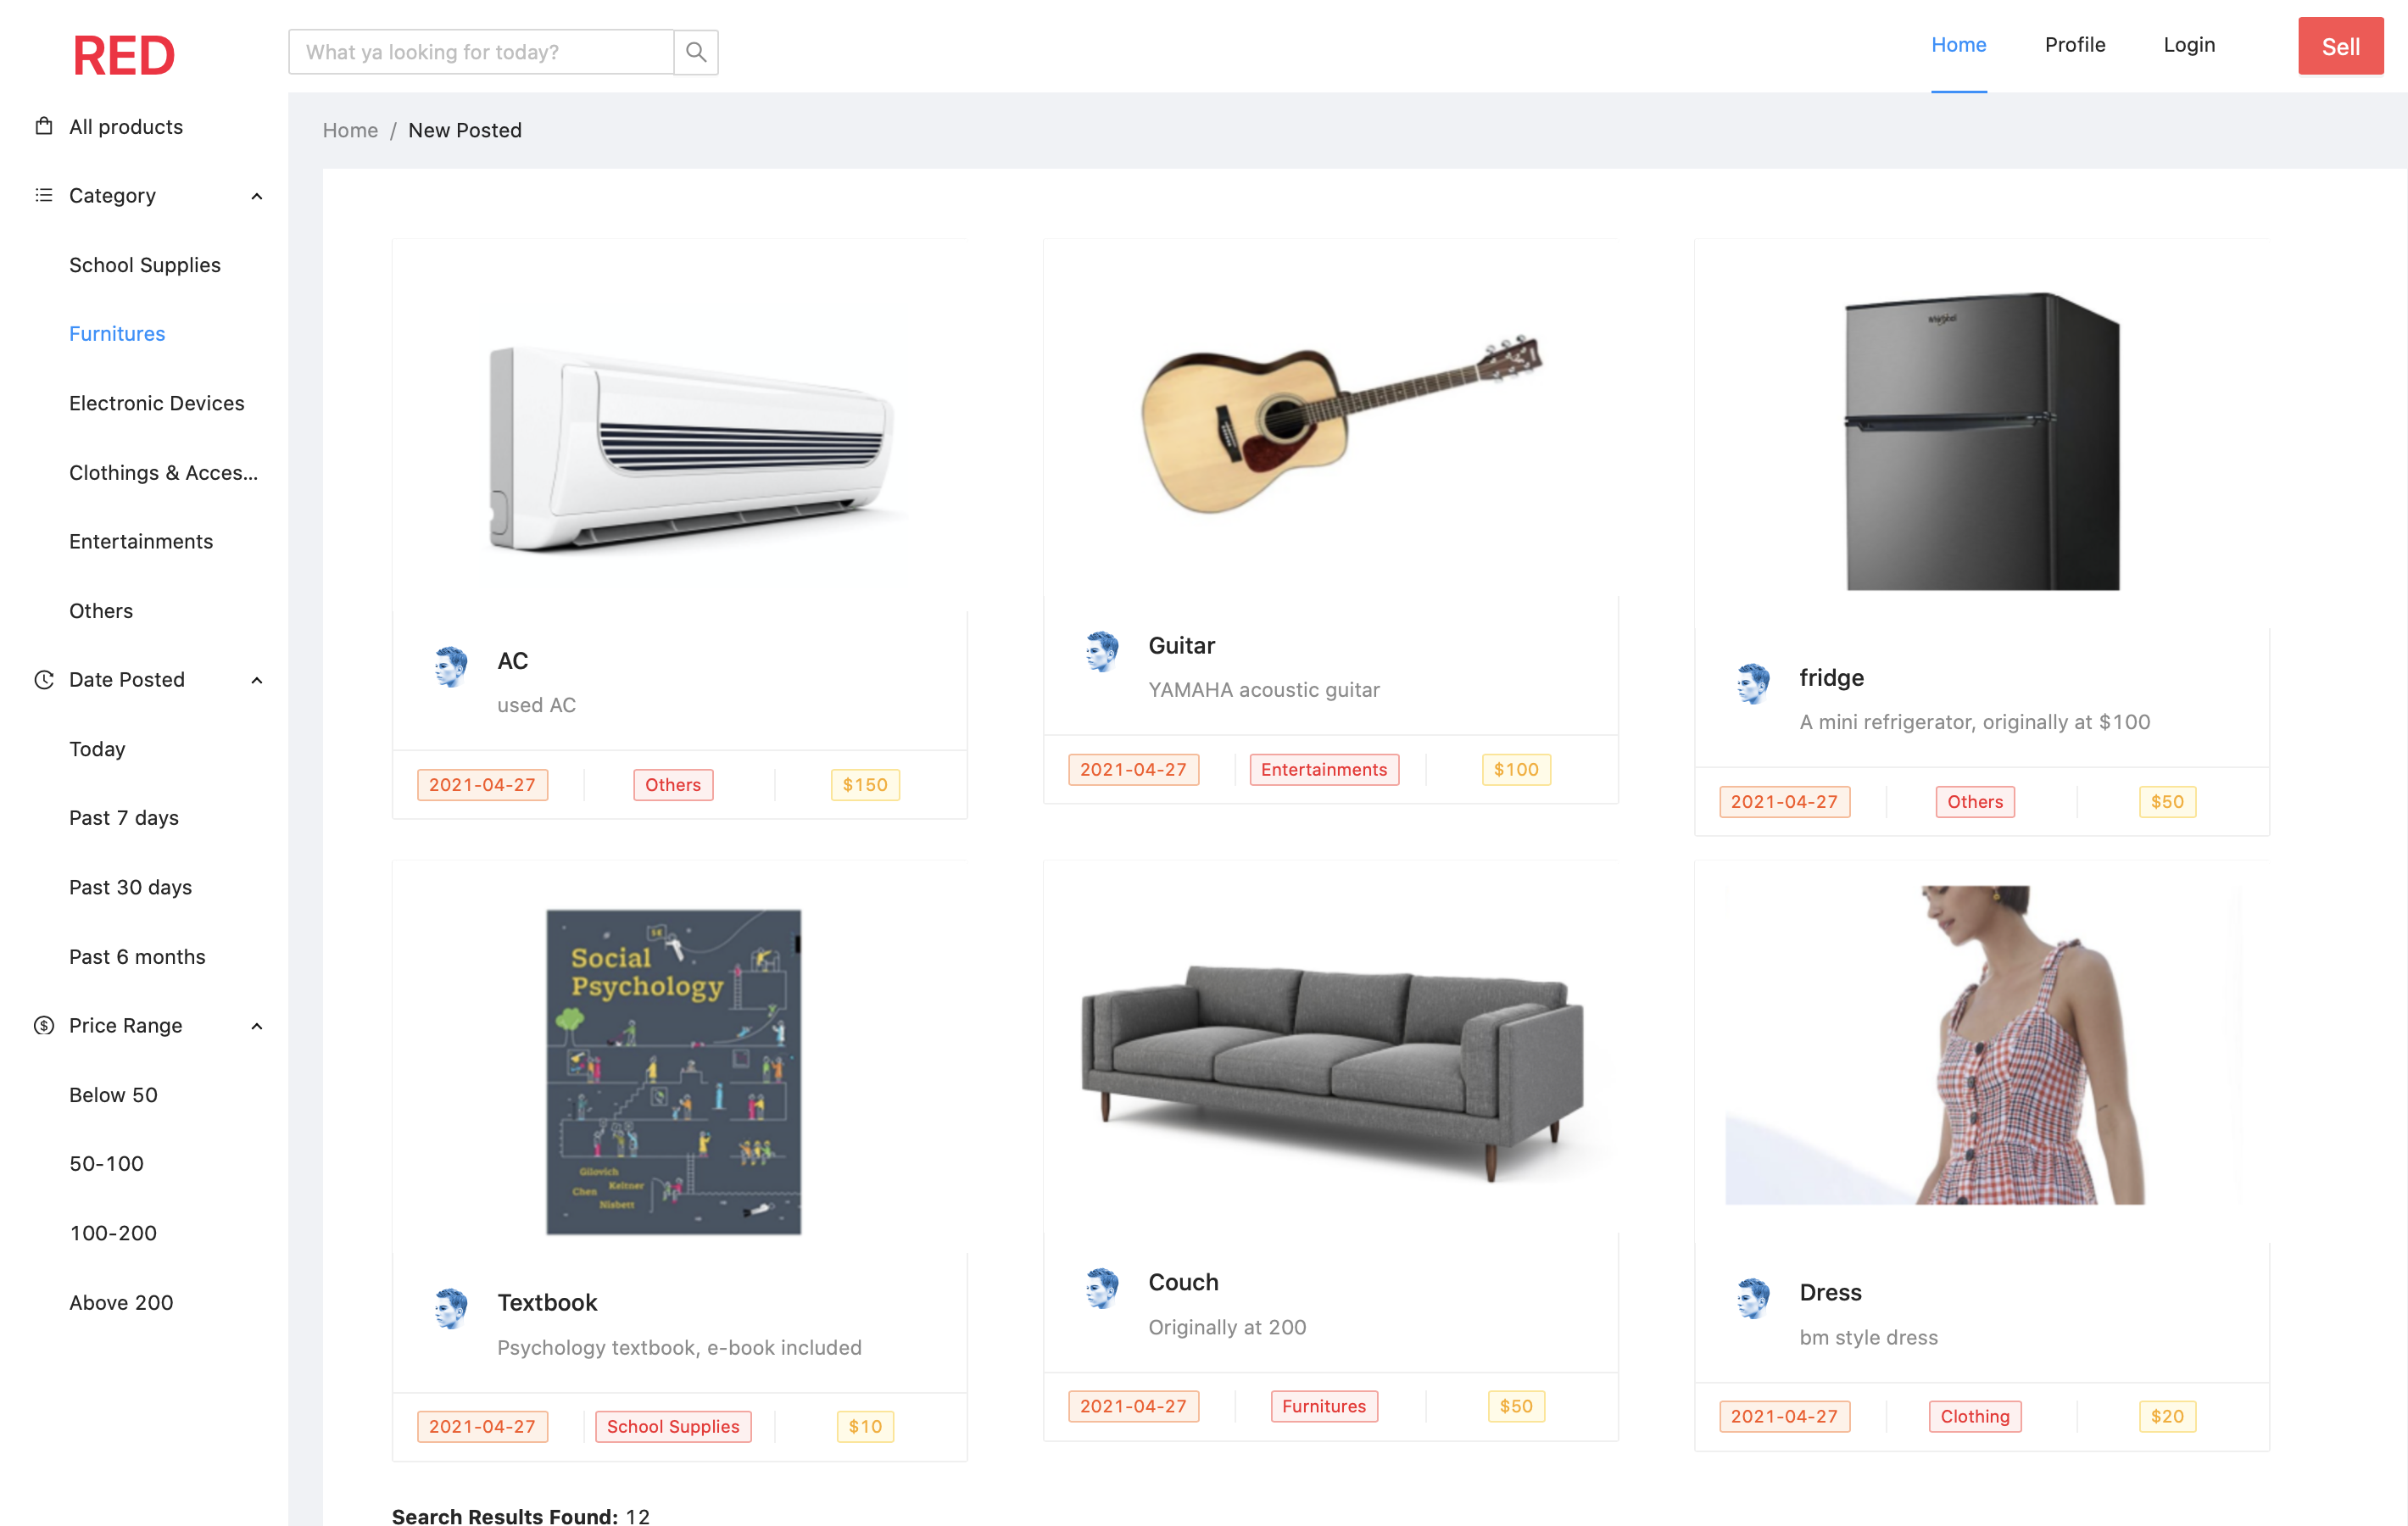 RED
What ya looking for today?
Home
Profile
Login
Sell
All products
Category
School Supplies
Furnitures
Electronic Devices
Clothings & Acces...
Entertainments
Others
Date Posted
Today
Past 7 days
Past 30 days
Past 6 months
Price Range
Below 50
50-100
100-200
Above 200
Home / New Posted
AC
used AC
2021-04-27
Others
$150
Guitar
YAMAHA acoustic guitar
2021-04-27
Entertainments
$100
Whirlpool
fridge
A mini refrigerator, originally at $100
2021-04-27
Others
$50
Social
Psychology
Gilovich
Keltner
Chen
Nisbett
Textbook
Psychology textbook, e-book included
2021-04-27
School Supplies
$10
Couch
Originally at 200
2021-04-27
Furnitures
$50
Dress
bm style dress
2021-04-27
Clothing
$20
Search Results Found: 12